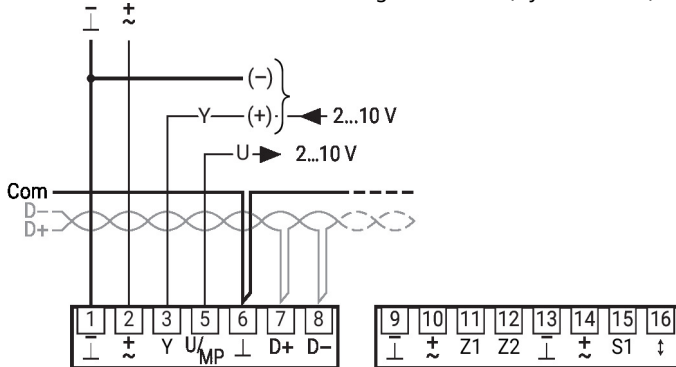 − +
⊥ ~
(−)
Y (+) 2...10 V
U 2...10 V
Com
D−
D+
1 2 3 5 6 7 8 9 10 11 12 13 14 15 16
⊥ ± ~ Y U/MP ⊥ D+ D− ⊥ ± ~ Z1 Z2 ⊥ ± ~ S1 ↕